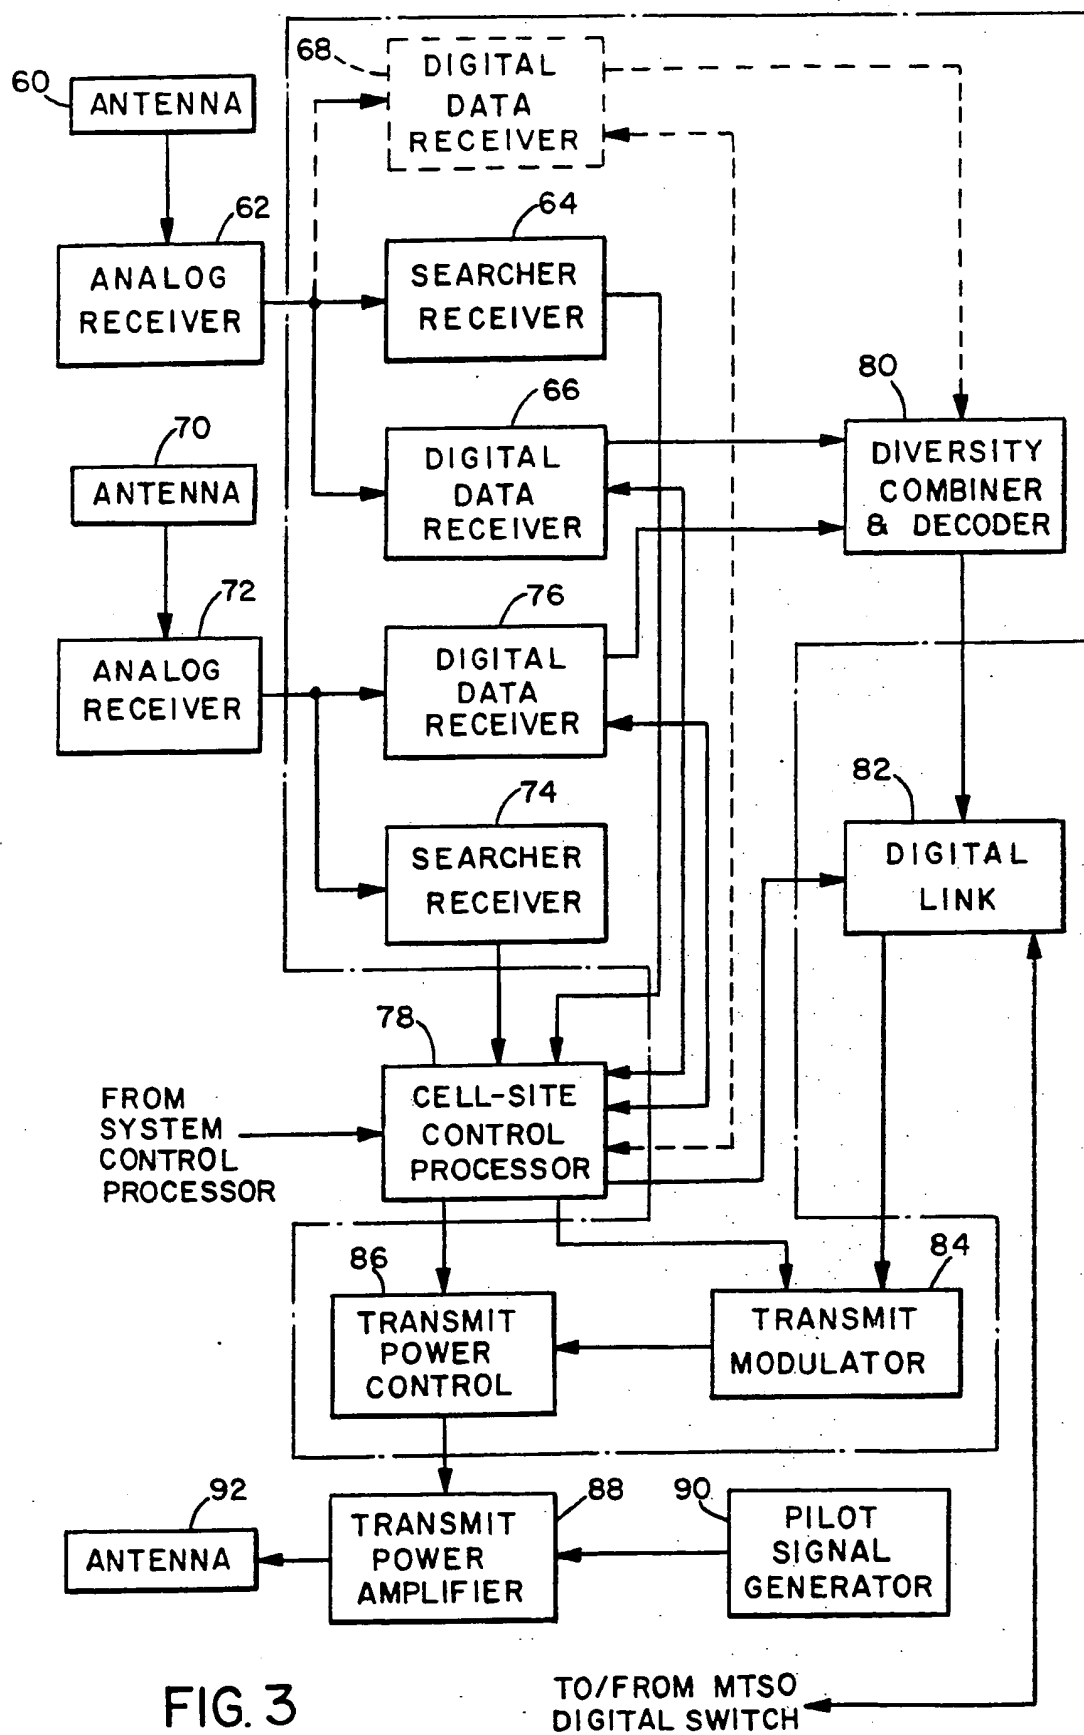 68
DIGITAL
DATA
RECEIVER
60
ANTENNA
62
ANALOG
RECEIVER
64
SEARCHER
RECEIVER
66
DIGITAL
DATA
RECEIVER
80
DIVERSITY
COMBINER
& DECODER
70
ANTENNA
72
ANALOG
RECEIVER
76
DIGITAL
DATA
RECEIVER
74
SEARCHER
RECEIVER
82
DIGITAL
LINK
78
CELL-SITE
CONTROL
PROCESSOR
FROM
SYSTEM
CONTROL
PROCESSOR
86
TRANSMIT
POWER
CONTROL
84
TRANSMIT
MODULATOR
92
ANTENNA
88
TRANSMIT
POWER
AMPLIFIER
90
PILOT
SIGNAL
GENERATOR
FIG. 3
TO/FROM MTSO
DIGITAL SWITCH